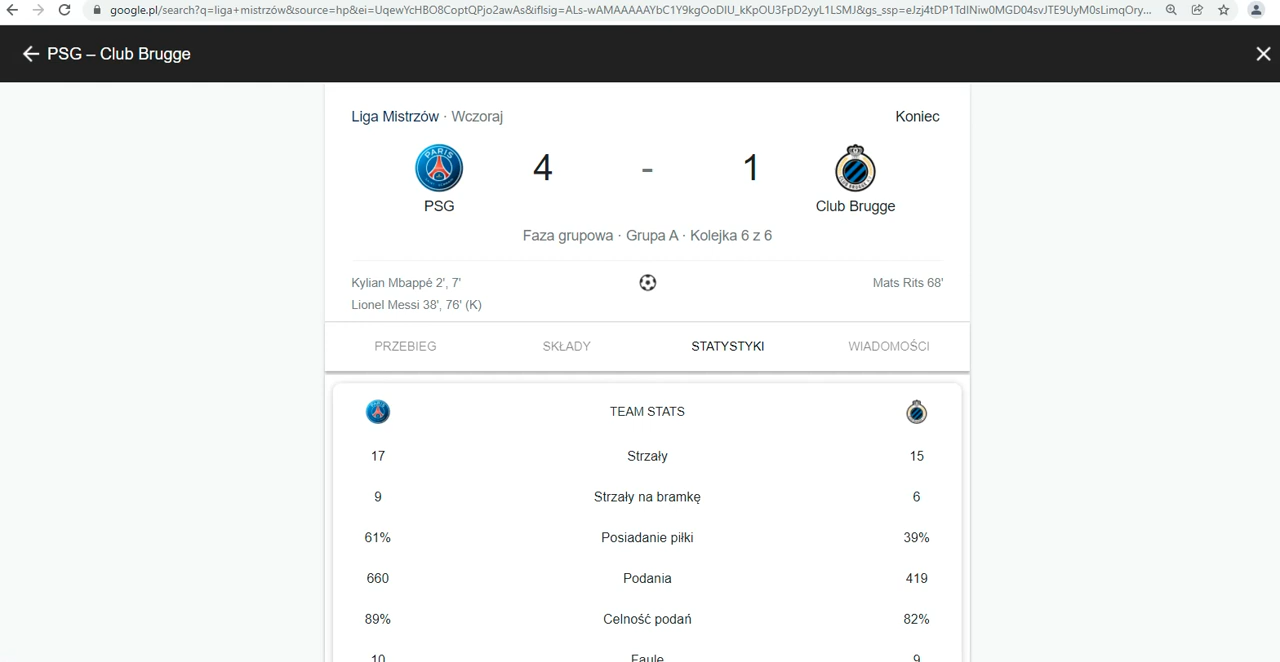 google.pl/search?q=liga+mistrzów&source=hp&ei=UqewYcHBO8CoptQPjo2awAs&iflsig=ALs-wAMAAAAAYbC1Y9kgOoDIU_kKpOU3FpD2yyL1LSMJ&gs_ssp=eJzj4tDP1TdINiw0MGD04svJTE9UyM0sLimqOry...
PSG – Club Brugge
Liga Mistrzów · Wczoraj Koniec
4 - 1
PSG Club Brugge
Faza grupowa · Grupa A · Kolejka 6 z 6
Kylian Mbappé 2', 7' Mats Rits 68'
Lionel Messi 38', 76' (K)
PRZEBIEG SKŁADY STATYSTYKI WIADOMOŚCI
TEAM STATS
17 Strzały 15
9 Strzały na bramkę 6
61% Posiadanie piłki 39%
660 Podania 419
89% Celność podań 82%
10 Faule 9